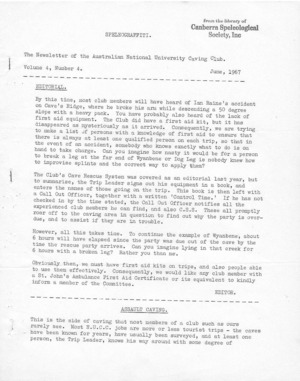 From the library of
Canberra Speleological
Society, Inc
SPELEOGRAFFITI.
The Newsletter of the Australian National University Caving Club.
Volume 4, Number 4.
June, 1967
EDITORIAL.
By this time, most club members will have heard of Ian Raine's accident
on Cave's Ridge, where he broke his arm while descending a 50 degree
slope with a heavy pack. You have probably also heard of the lack of
first aid equipment. The Club did have a first aid kit, but it has
disappeared as mysteriously as it arrived. Consequently, we are trying
to make a list of persons with a knowledge of first aid to ensure that
there is always at least one qualified person on each trip, so that in
the event of an accident, somebody who knows exactly what to do is on
hand to take charge. Can you imagine how nasty it would be for a person
to break a leg at the far end of Wyanbene or Dog Leg is nobody knew how
to improvise splints and the correct way to apply them?
The Club's Cave Rescue System was covered in an editorial last year, but
to summarise, the Trip Leader signs out his equipment in a book, and
enters the names of those going on the trip. This book is then left with
a Call Out Officer, together with a written 'Control Time.' If he has not
checked in by the time stated, the Call Out Officer notifies all the
experienced club members he can find, and also
These all promptly
roar off to the caving area in question to find out why the party is over-
due, and to assist if they are in trouble.
However, all this takes time. To continue the example of Wyanbene, about
6 hours will have elapsed since the party was due out of the cave by the
time the rescue party arrives. Can you imagine lying in that creek for
6 hours with a broken leg? Rather you than me.
Obviously then, we must have first aid kits on trips, and also people able
to use them effectively. Consequently, we would like any club member with
a St. John's Ambulance First Aid Certificate or its equivalent to kindly
inform a member of the Committee.
EDITOR.
ASSAULT CAVING.
This is the side of caving that most members of a club such as ours
rarely see. Most
jobs are more or less tourist trips - the caves
have been known for years, have usually been surveyed, and at least one
person, the Trip Leader, knows his way around with some degree of